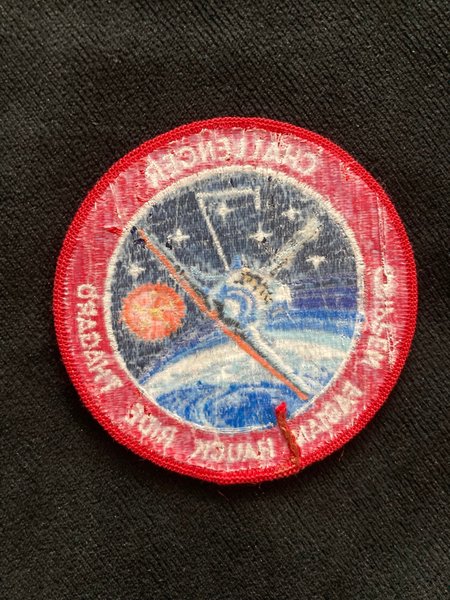 CHALLENGER
CRIPPEN FABIAN HAUCK RIDE THAGARD